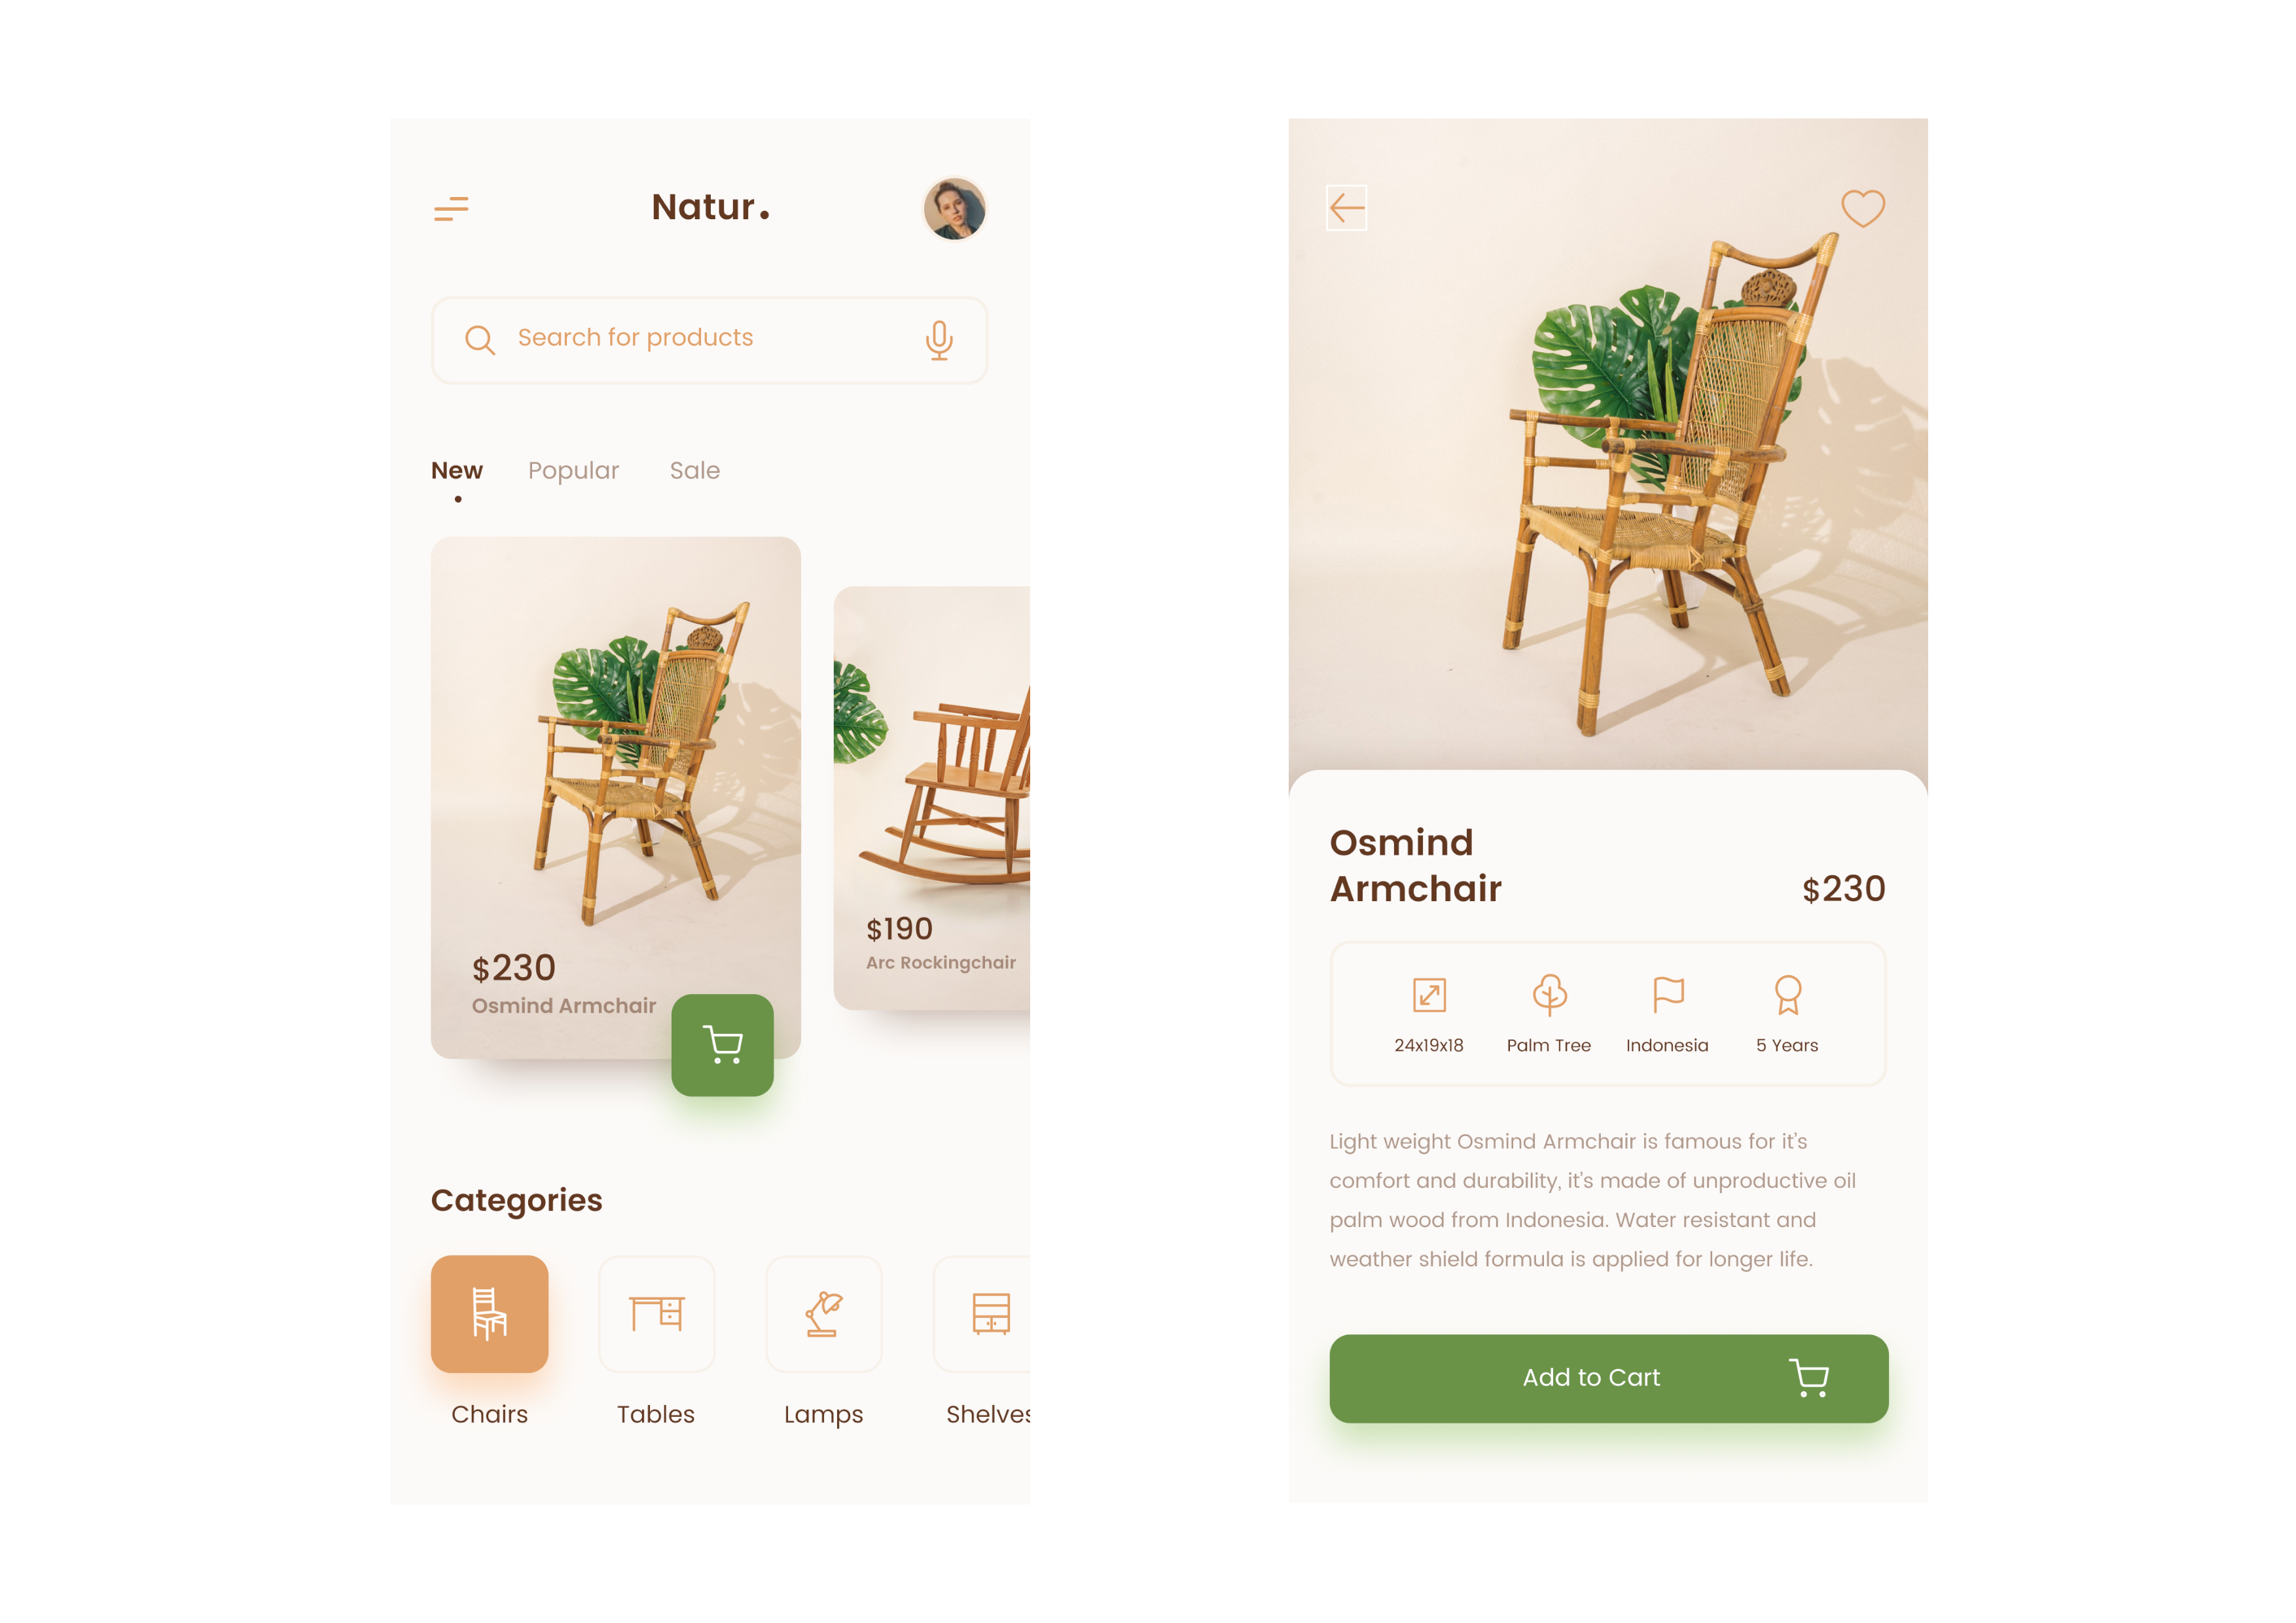 Natur.
Search for products
New Popular Sale
$230
Osmind Armchair
$190
Arc Rockingchair
Categories
Chairs Tables Lamps Shelves
Osmind
Armchair
$230
24x19x18 Palm Tree Indonesia 5 Years
Light weight Osmind Armchair is famous for it's
comfort and durability, it's made of unproductive oil
palm wood from Indonesia. Water resistant and
weather shield formula is applied for longer life.
Add to Cart